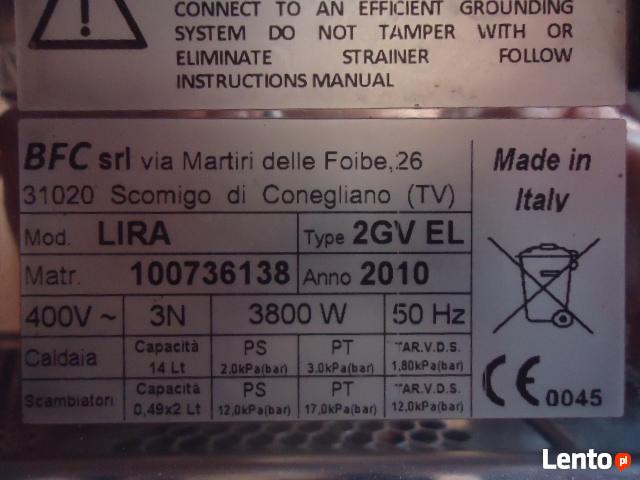 CONNECT TO AN EFFICIENT GROUNDING
SYSTEM DO NOT TAMPER WITH OR
ELIMINATE STRAINER FOLLOW
INSTRUCTIONS MANUAL
BFC srl via Martiri delle Foibe,26
31020 Scomigo di Conegliano (TV)
Made in
Italy
Mod. LIRA Type 2GV EL
Matr. 100736138 Anno 2010
400V ~ 3N 3800 W 50 Hz
Caldaia Capacità 14 Lt PS 2.0kPa(bar) PT 3.0kPa(bar) TAR.V.D.S. 1,80kPa(bar)
Scambiatori Capacità 0,49x2 Lt PS 12,0kPa(bar) PT 17,0kPa(bar) TAR.V.D.S. 12,0kPa(bar)
CE 0045
Lento.pl